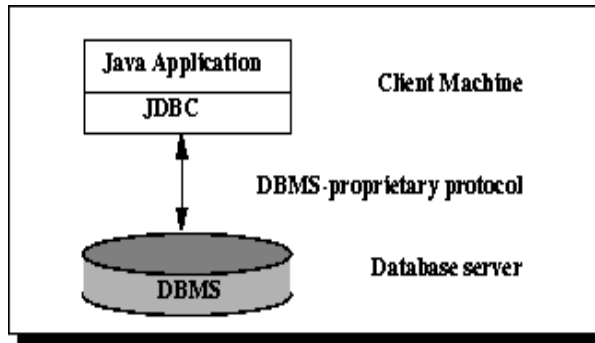 Java Application
JDBC
Client Machine
DBMS-proprietary protocol
Database server
DBMS